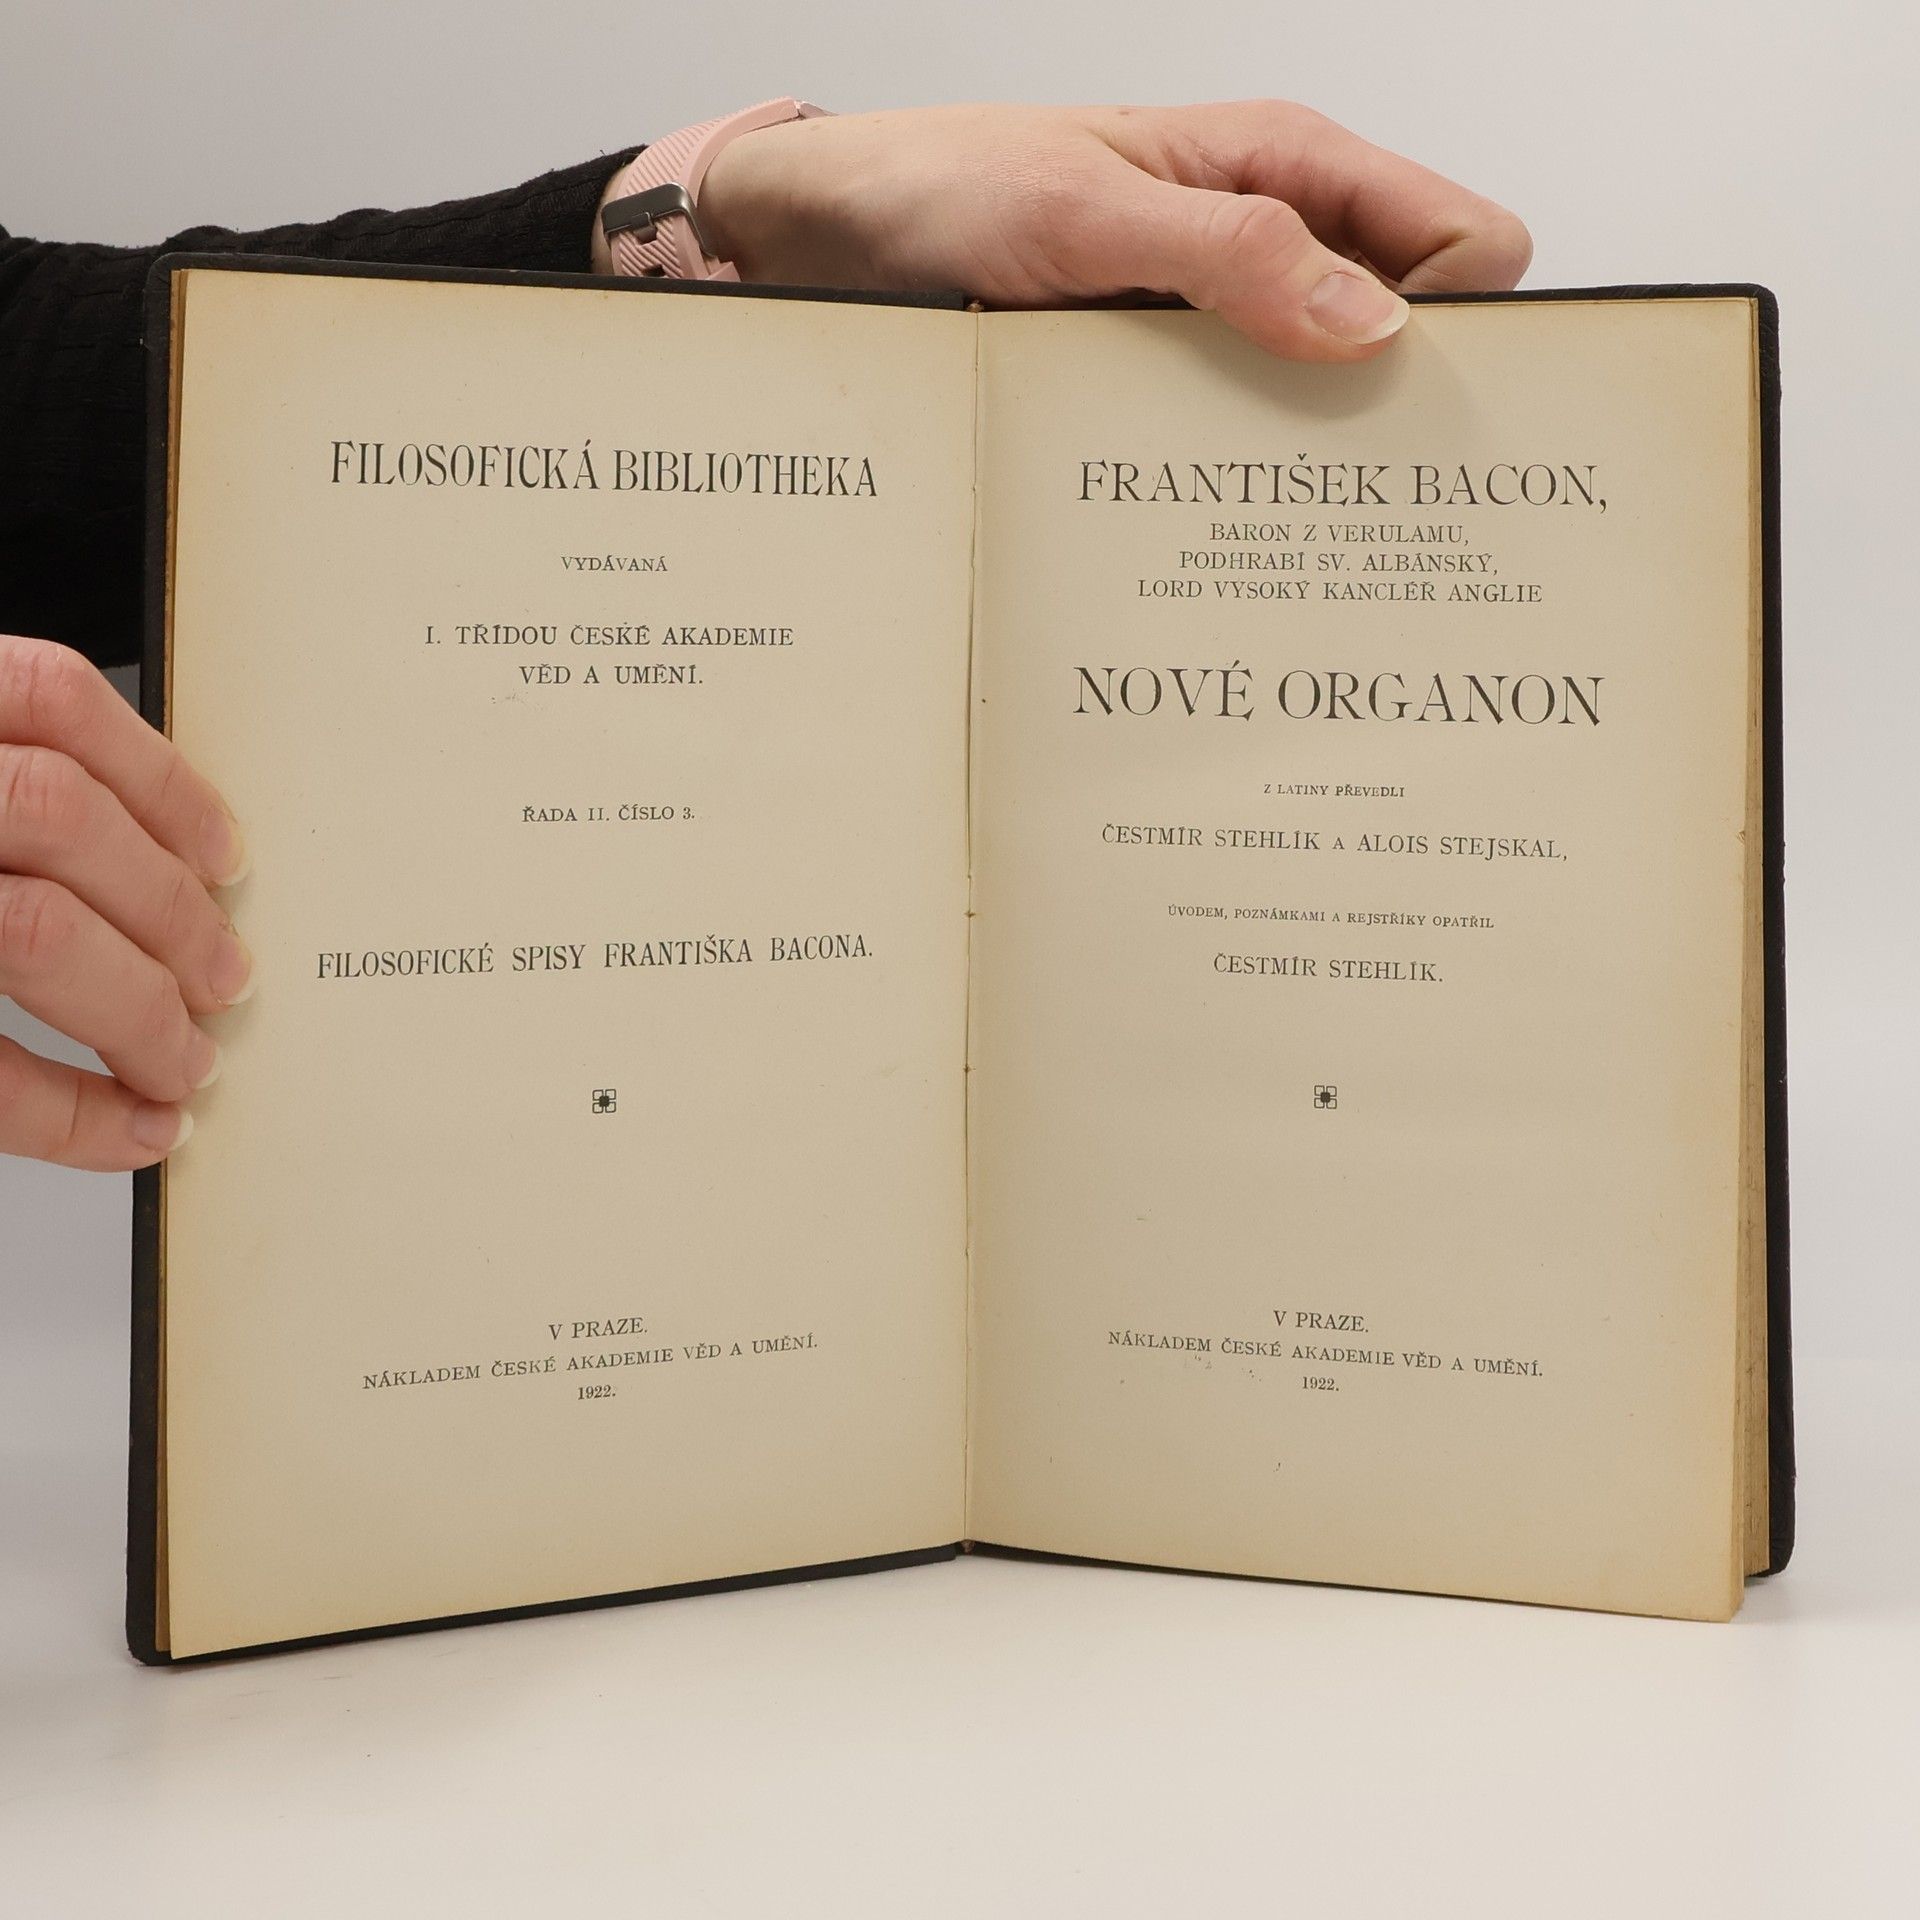 FILOSOFICKÁ BIBLIOTHEKA
VYDÁVANÁ
I. TŘÍDOU ČESKÉ AKADEMIE
VĚD A UMĚNÍ.
ŘADA II. ČÍSLO 3.
FILOSOFICKÉ SPISY FRANTIŠKA BACONA.
V PRAZE.
NÁKLADEM ČESKÉ AKADEMIE VĚD A UMĚNÍ.
1922.
FRANTIŠEK BACON,
BARON Z VERULAMU,
PODHRABÍ SV. ALBÁNSKÝ,
LORD VYSOKÝ KANCLÉŘ ANGLIE
NOVÉ ORGANON
Z LATINY PŘEVEDLI
ČESTMÍR STEHLÍK A ALOIS STEJSKAL,
ÚVODEM, POZNÁMKAMI A REJSTŘÍKY OPATŘIL
ČESTMÍR STEHLÍK.
V PRAZE.
NÁKLADEM ČESKÉ AKADEMIE VĚD A UMĚNÍ.
1922.